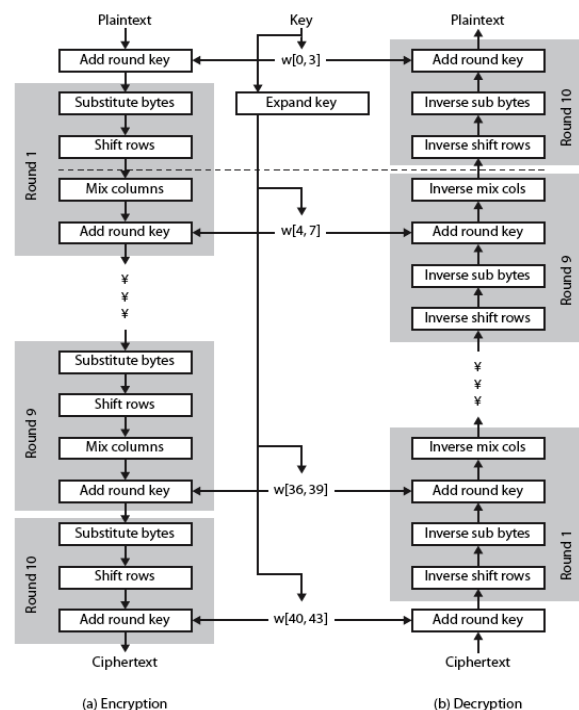 Plaintext
Key
Plaintext
Add round key
w[0, 3]
Add round key
Substitute bytes
Expand key
Inverse sub bytes
Shift rows
Inverse shift rows
Round 1
Round 10
Mix columns
Inverse mix cols
Add round key
w[4, 7]
Add round key
Inverse sub bytes
Inverse shift rows
Round 9
¥
¥
¥
Substitute bytes
Shift rows
Mix columns
Add round key
Round 9
¥
¥
¥
Inverse mix cols
w[36, 39]
Add round key
Substitute bytes
Inverse sub bytes
Shift rows
Inverse shift rows
Round 10
Round 1
Add round key
w[40, 43]
Add round key
Ciphertext
Ciphertext
(a) Encryption
(b) Decryption